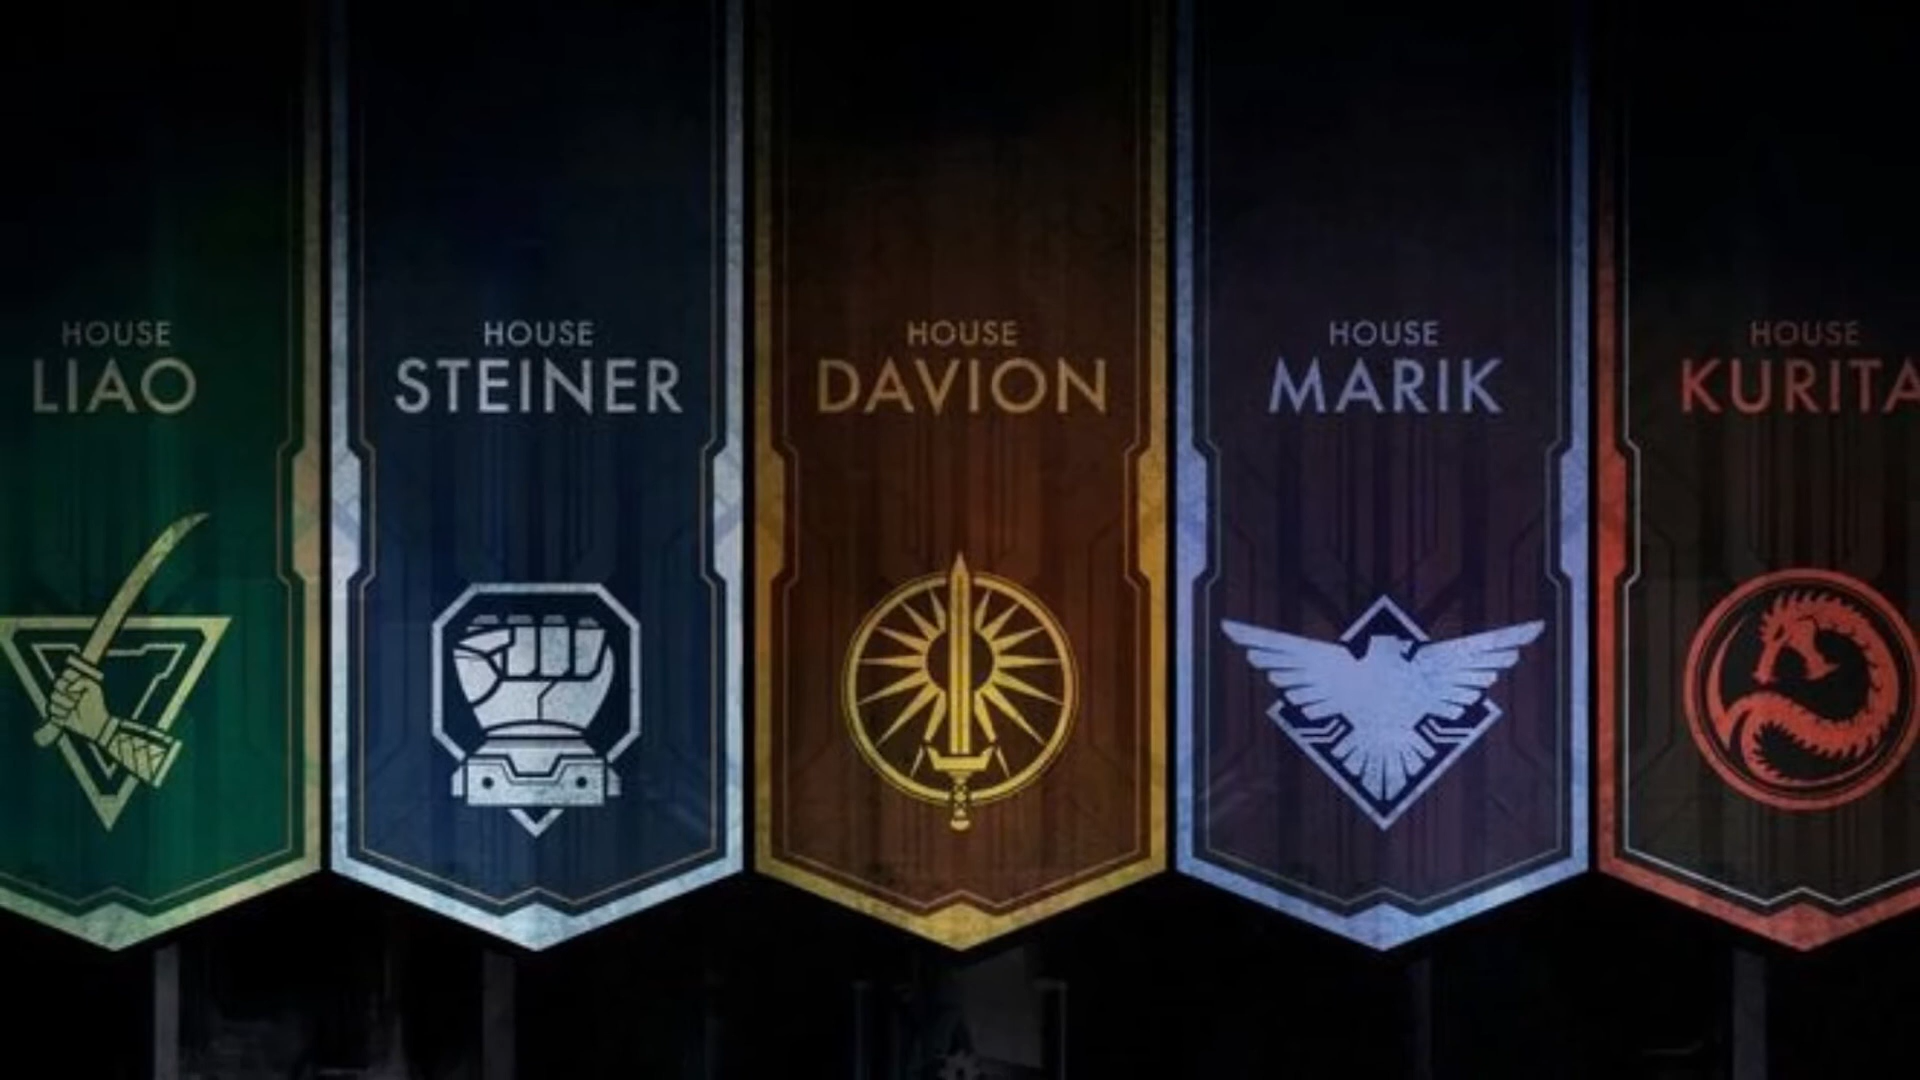 HOUSE
LIAO
HOUSE
STEINER
HOUSE
DAVION
HOUSE
MARIK
HOUSE
KURITA